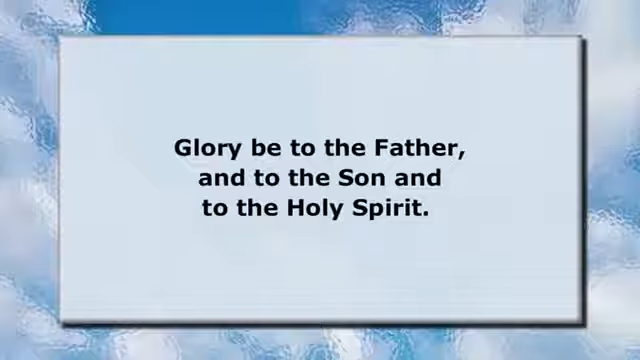 Glory be to the Father,
and to the Son and
to the Holy Spirit.